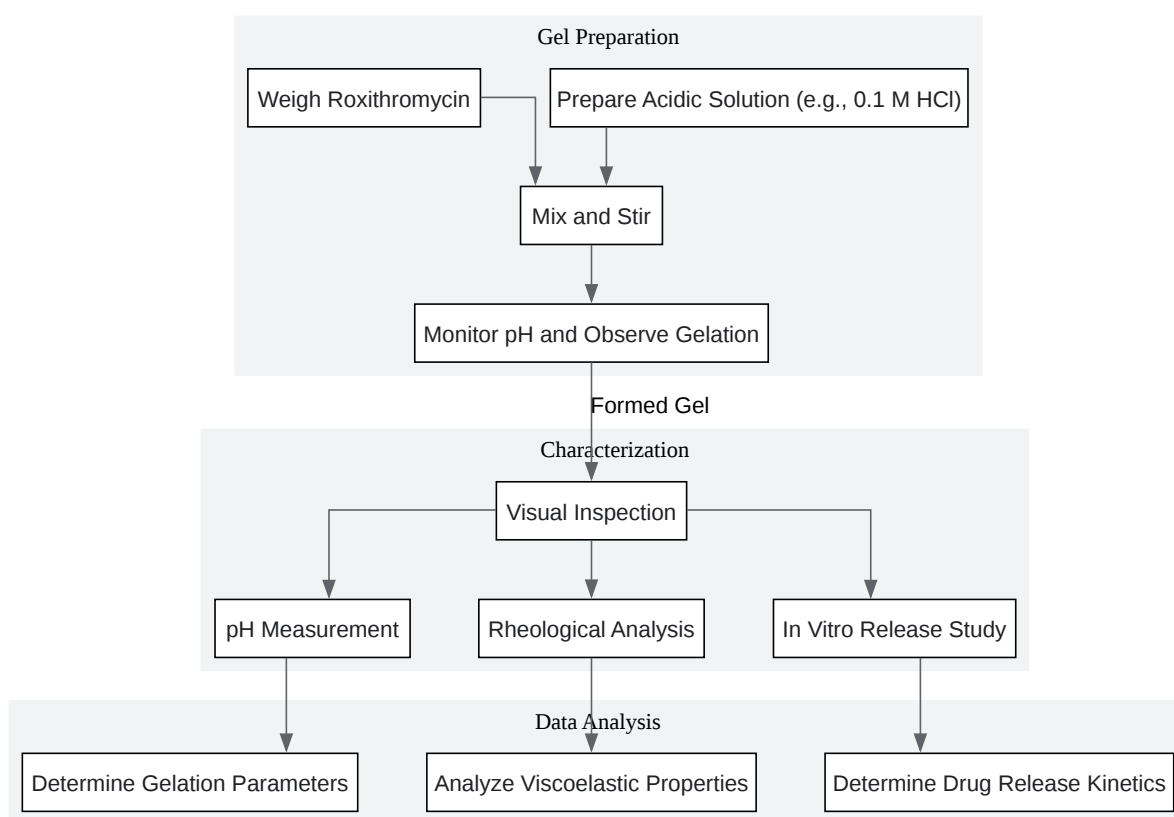 Gel Preparation
Weigh Roxithromycin
Prepare Acidic Solution (e.g., 0.1 M HCl)
Mix and Stir
Monitor pH and Observe Gelation
Formed Gel
Characterization
Visual Inspection
pH Measurement
Rheological Analysis
In Vitro Release Study
Data Analysis
Determine Gelation Parameters
Analyze Viscoelastic Properties
Determine Drug Release Kinetics